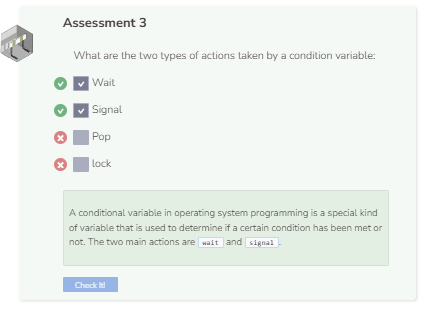 Assessment 3
What are the two types of actions taken by a condition variable:
Wait
Signal
Pop
lock
A conditional variable in operating system programming is a special kind
of variable that is used to determine if a certain condition has been met or
not. The two main actions are wait and signal.
Check It!